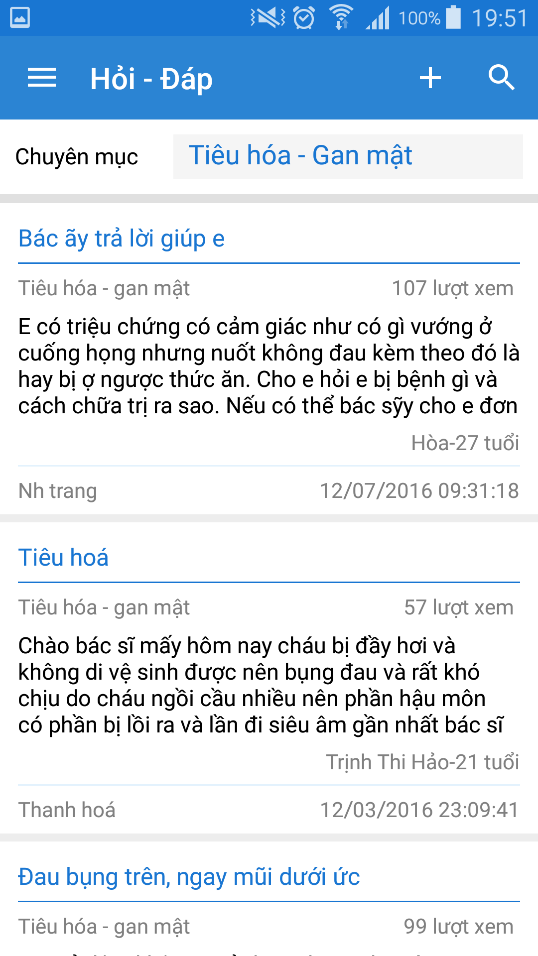 100% 19:51
Hỏi - Đáp
Chuyên mục Tiêu hóa - Gan mật
Bác ãy trả lời giúp e
Tiêu hóa - gan mật 107 lượt xem
E có triệu chứng có cảm giác như có gì vướng ở
cuống họng nhưng nuốt không đau kèm theo đó là
hay bị ợ ngược thức ăn. Cho e hỏi e bị bệnh gì và
cách chữa trị ra sao. Nếu có thể bác sỹy cho e đơn
Hòa-27 tuổi
Nh trang 12/07/2016 09:31:18
Tiêu hoá
Tiêu hóa - gan mật 57 lượt xem
Chào bác sĩ mấy hôm nay cháu bị đầy hơi và
không di vệ sinh được nên bụng đau và rất khó
chịu do cháu ngồi cầu nhiều nên phần hậu môn
có phần bị lồi ra và lần đi siêu âm gần nhất bác sĩ
Trịnh Thi Hảo-21 tuổi
Thanh hoá 12/03/2016 23:09:41
Đau bụng trên, ngay mũi dưới ức
Tiêu hóa - gan mật 99 lượt xem